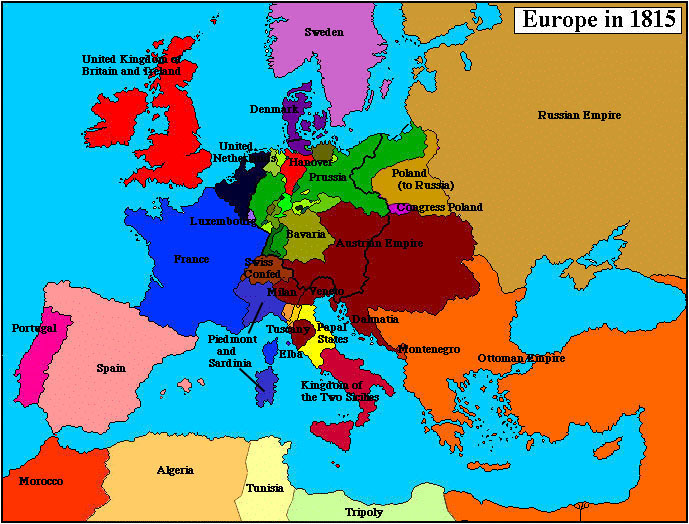 Europe in 1815
Sweden
United Kingdom of
Britain and Ireland
Denmark
Russian Empire
United
Netherlands
Hanover
Prussia
Poland
(to Russia)
Congress Poland
Luxembourg
Bavaria
Austrian Empire
France
Swiss
Confed.
Milan
Veneto
Dalmatia
Portugal
Spain
Piedmont
and
Sardinia
Tuscany
Papal
States
Elba
Montenegro
Ottoman Empire
Kingdom of
the Two Sicilies
Morocco
Algeria
Tunisia
Tripoly